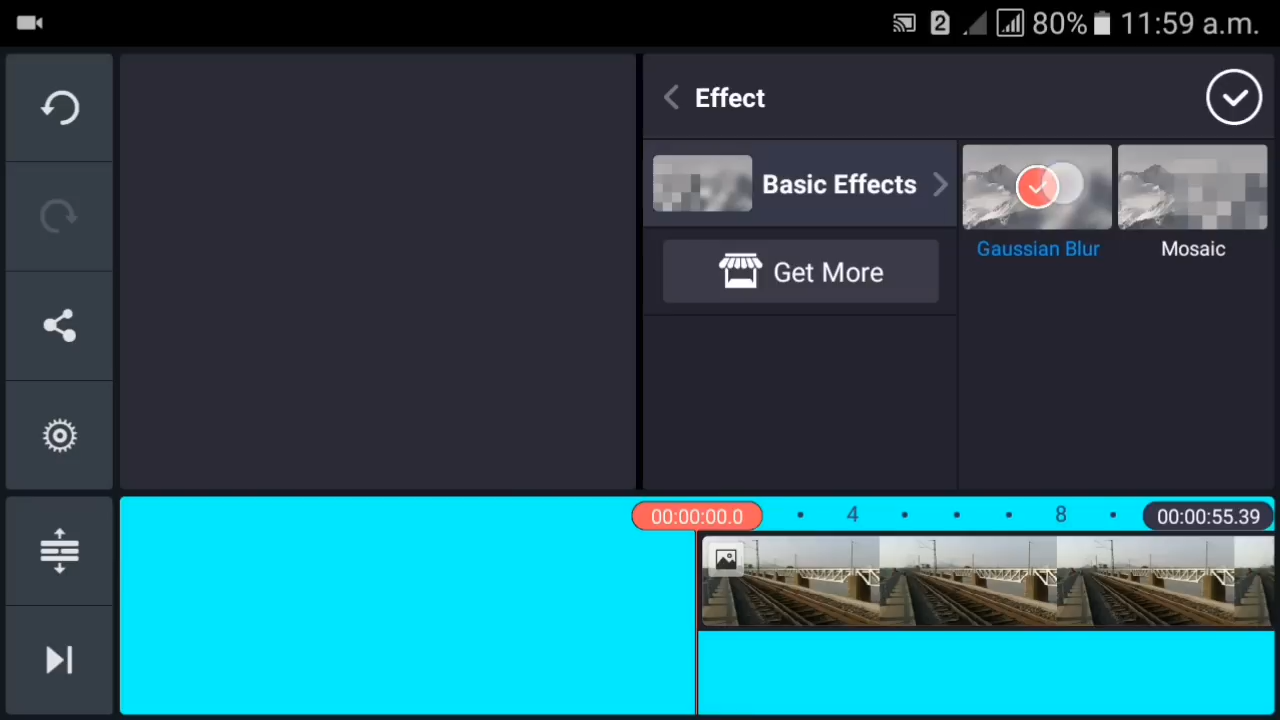 2 80% 11:59 a.m.
Effect
Basic Effects
Get More
Gaussian Blur
Mosaic
00:00:00.0 4 8 00:00:55.39